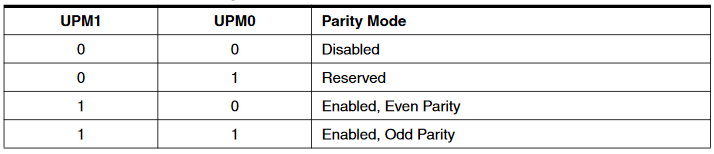 UPM1 UPM0 Parity Mode
0 0 Disabled
0 1 Reserved
1 0 Enabled, Even Parity
1 1 Enabled, Odd Parity